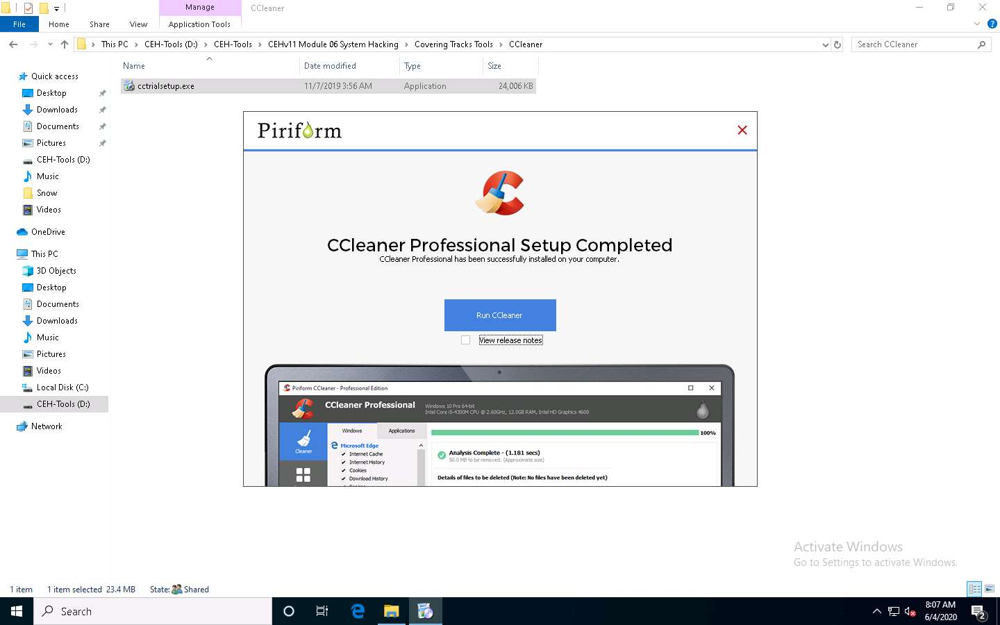 Manage
CCleaner
File
Home
Share
View
Application Tools
This PC
CEH-Tools (D:)
CEH-Tools
CEHv11 Module 06 System Hacking
Covering Tracks Tools
CCleaner
Search CCleaner
Name
Date modified
Type
Size
cctrialsetup.exe
11/7/2019 3:56 AM
Application
24,006 KB
Quick access
Desktop
Downloads
Documents
Pictures
CEH-Tools (D:)
Music
Snow
Videos
OneDrive
This PC
3D Objects
Desktop
Documents
Downloads
Music
Pictures
Videos
Local Disk (C:)
CEH-Tools (D:)
Network
Piriform
CCleaner Professional Setup Completed
CCleaner Professional has been successfully installed on your computer.
Run CCleaner
View release notes
Piriform CCleaner - Professional Edition
CCleaner Professional
Windows 10 Pro 64-bit
Intel Core i5-4300M CPU @ 2.60GHz, 12.0GB RAM, Intel HD Graphics 4600
Cleaner
Windows
Applications
Microsoft Edge
Internet Cache
Internet History
Cookies
Download History
100%
Analysis Complete - (1.181 secs)
50.0 MB to be removed. (Approximate size)
Details of files to be deleted (Note: No files have been deleted yet)
Activate Windows
Go to Settings to activate Windows.
1 item
1 item selected 23.4 MB
State: Shared
Search
8:07 AM
6/4/2020
2